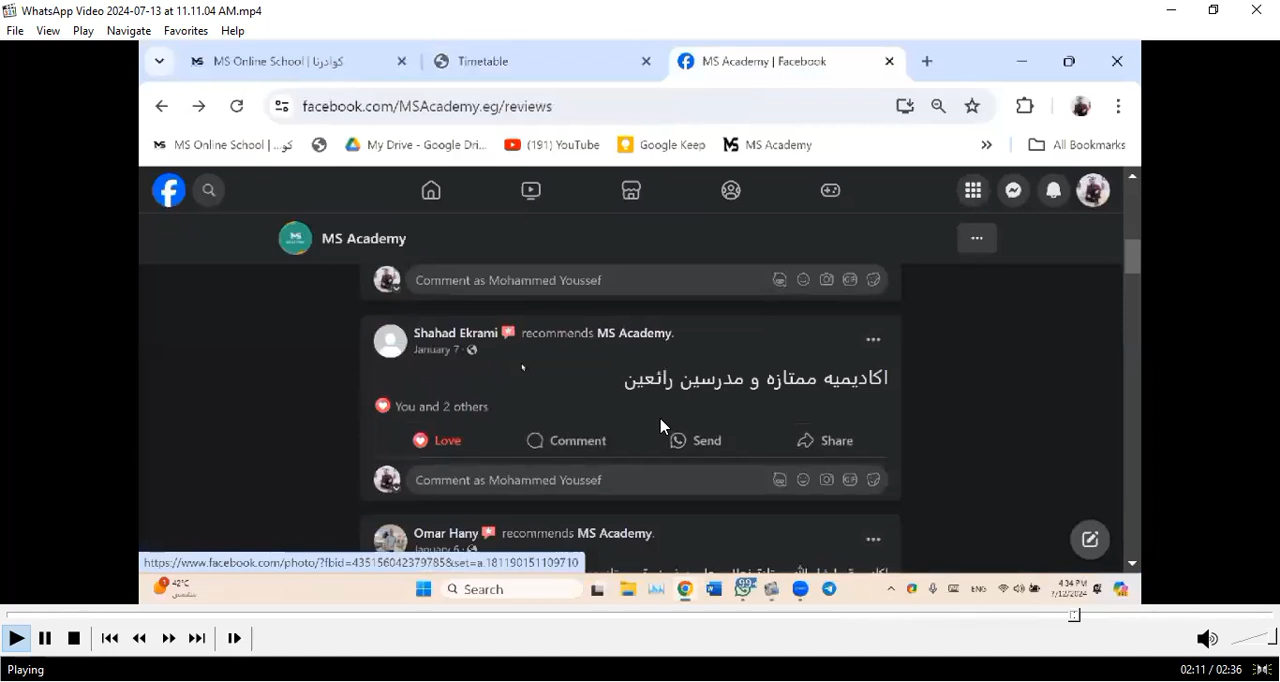 WhatsApp Video 2024-07-13 at 11.11.04 AM.mp4
File View Play Navigate Favorites Help
MS Online School | كوادرنا
Timetable
MS Academy | Facebook
facebook.com/MSAcademy.eg/reviews
MS Online School | ...كو
My Drive - Google Dri...
(191) YouTube
Google Keep
MS Academy
All Bookmarks
MS Academy
Comment as Mohammed Youssef
Shahad Ekrami recommends MS Academy.
January 7
اكاديميه ممتازه و مدرسين رائعين
You and 2 others
Love Comment Send Share
Comment as Mohammed Youssef
Omar Hany recommends MS Academy.
January 6
https://www.facebook.com/photo/?fbid=435156042379785&set=a.181190151109710
42°C
Search
99+
ENG
4:34 PM
7/12/2024
Playing
02:11 / 02:36